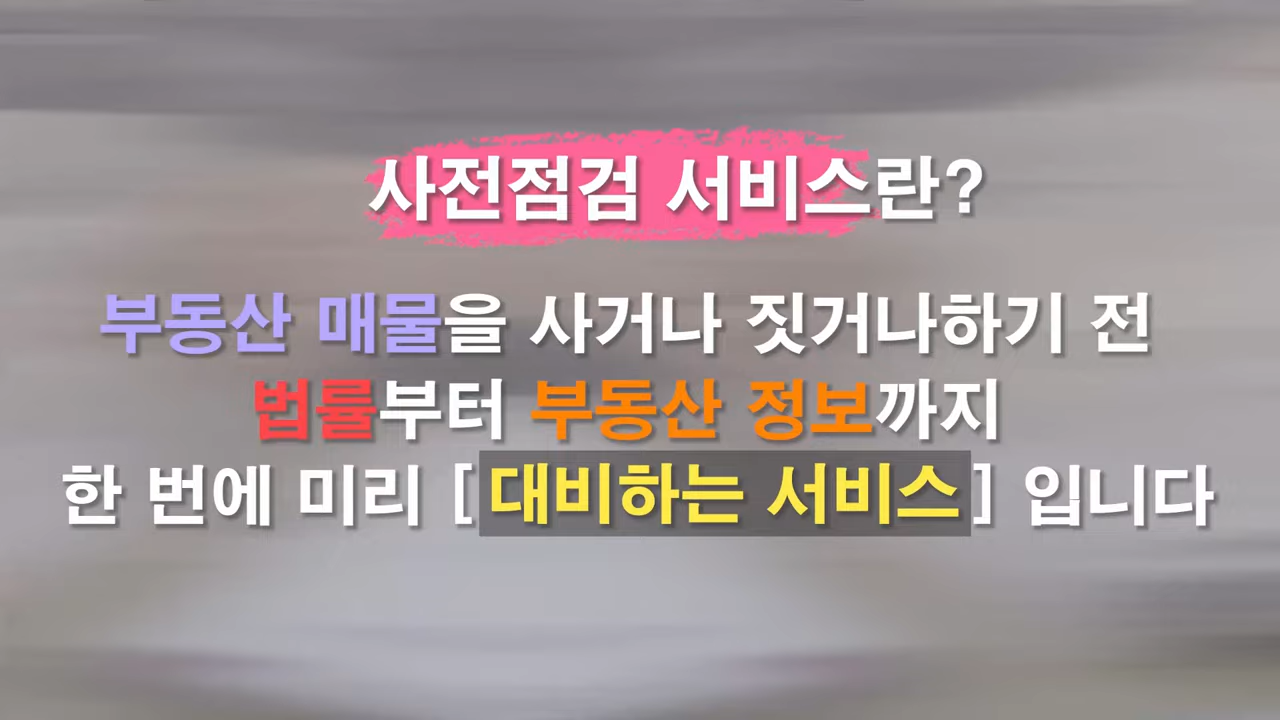 사전점검 서비스란?
부동산 매물을 사거나 짓거나하기 전
법률부터 부동산 정보까지
한 번에 미리 [대비하는 서비스] 입니다